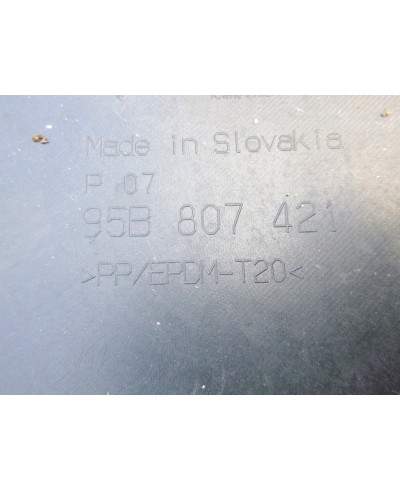 Made in Slovakia
P 07
95B 807 421
>PP/EPDM-T20<